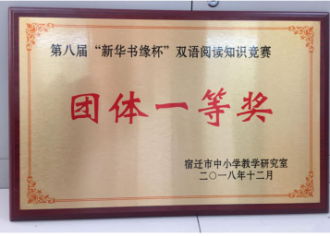 第八届“新华书缘杯”双语阅读知识竞赛
团体一等奖
宿迁市中小学教学研究室
二〇一八年十二月